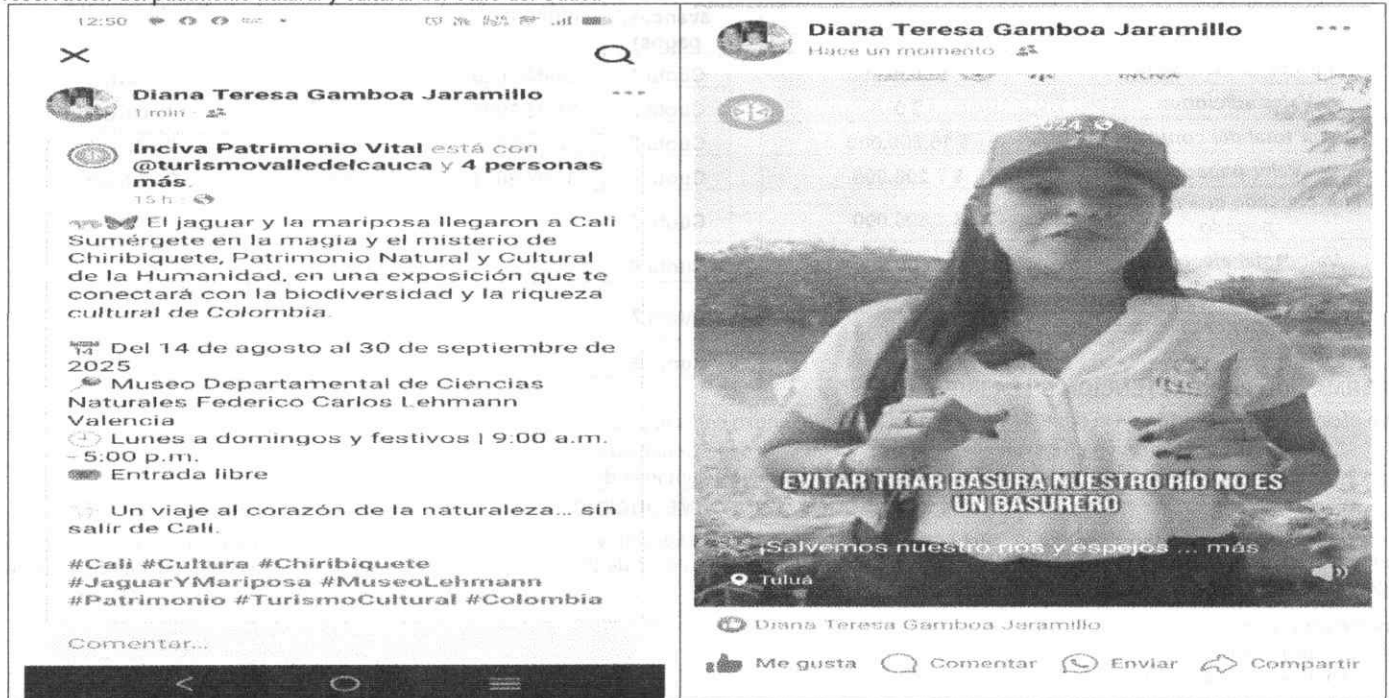 12:50
Diana Teresa Gamboa Jaramillo
1 min
Inciva Patrimonio Vital está con
@turismovalledelcauca y 4 personas
más.
15 h
El jaguar y la mariposa llegaron a Cali
Sumérgete en la magia y el misterio de
Chiribiquete, Patrimonio Natural y Cultural
de la Humanidad, en una exposición que te
conectará con la biodiversidad y la riqueza
cultural de Colombia.
Del 14 de agosto al 30 de septiembre de
2025
Museo Departamental de Ciencias
Naturales Federico Carlos Lehmann
Valencia
Lunes a domingos y festivos | 9:00 a.m.
- 5:00 p.m.
Entrada libre
Un viaje al corazón de la naturaleza... sin
salir de Cali.
#Cali #Cultura #Chiribiquete
#JaguarYMariposa #MuseoLehmann
#Patrimonio #TurismoCultural #Colombia
Comentar...
Diana Teresa Gamboa Jaramillo
Hace un momento
EVITAR TIRAR BASURA NUESTRO RÍO NO ES
UN BASURERO
¡Salvemos nuestro rios y espejos ... más
Tuluá
Diana Teresa Gamboa Jaramillo
Me gusta Comentar Enviar Compartir